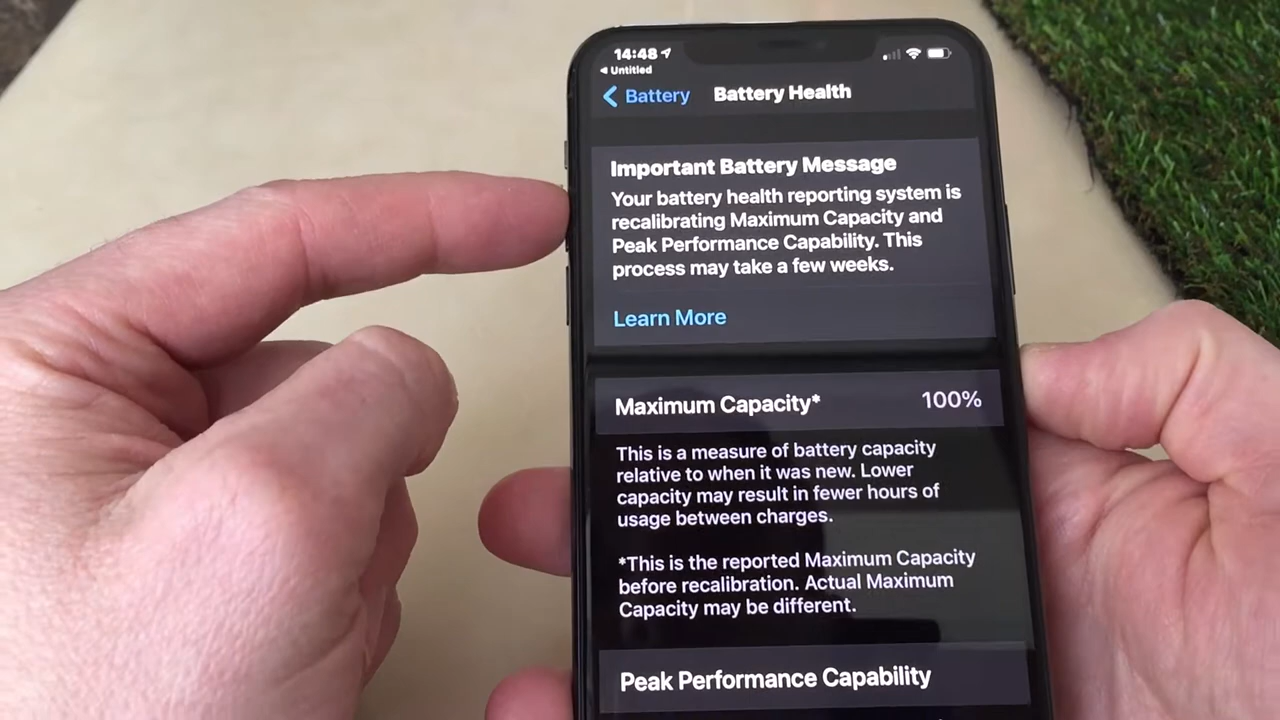 14:48
Untitled
Battery
Battery Health
Important Battery Message
Your battery health reporting system is
recalibrating Maximum Capacity and
Peak Performance Capability. This
process may take a few weeks.
Learn More
Maximum Capacity* 100%
This is a measure of battery capacity
relative to when it was new. Lower
capacity may result in fewer hours of
usage between charges.
*This is the reported Maximum Capacity
before recalibration. Actual Maximum
Capacity may be different.
Peak Performance Capability